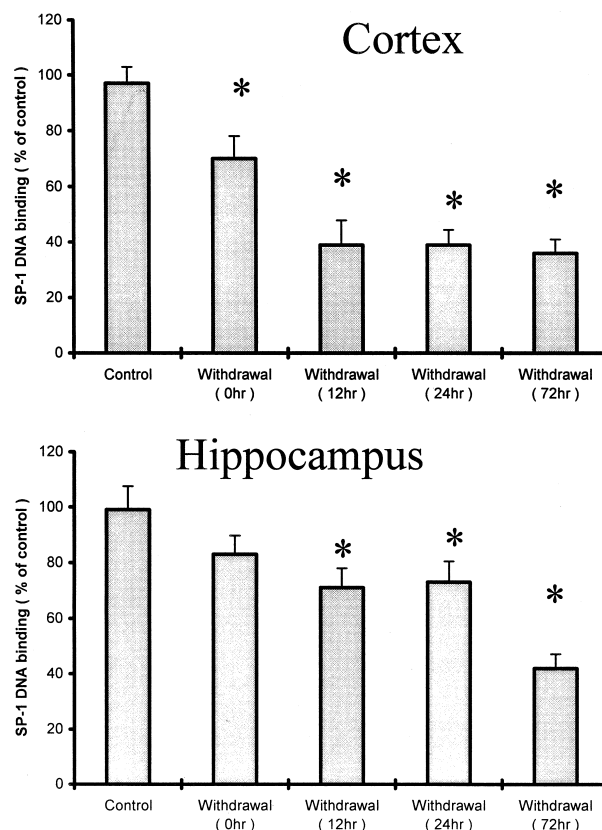 Cortex
SP-1 DNA binding ( % of control )
120
100
80
60
40
20
0
*
*
*
*
Control
Withdrawal
( 0hr )
Withdrawal
( 12hr )
Withdrawal
( 24hr )
Withdrawal
( 72hr )
Hippocampus
SP-1 DNA binding ( % of control )
120
100
80
60
40
20
0
*
*
*
Control
Withdrawal
( 0hr )
Withdrawal
( 12hr )
Withdrawal
( 24hr )
Withdrawal
( 72hr )